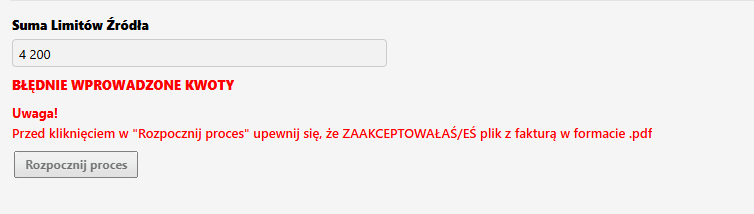 Suma Limitów Źródła
4 200
BŁĘDNIE WPROWADZONE KWOTY
Uwaga!
Przed kliknięciem w "Rozpocznij proces" upewnij się, że ZAAKCEPTOWAŁAŚ/EŚ plik z fakturą w formacie .pdf
Rozpocznij proces